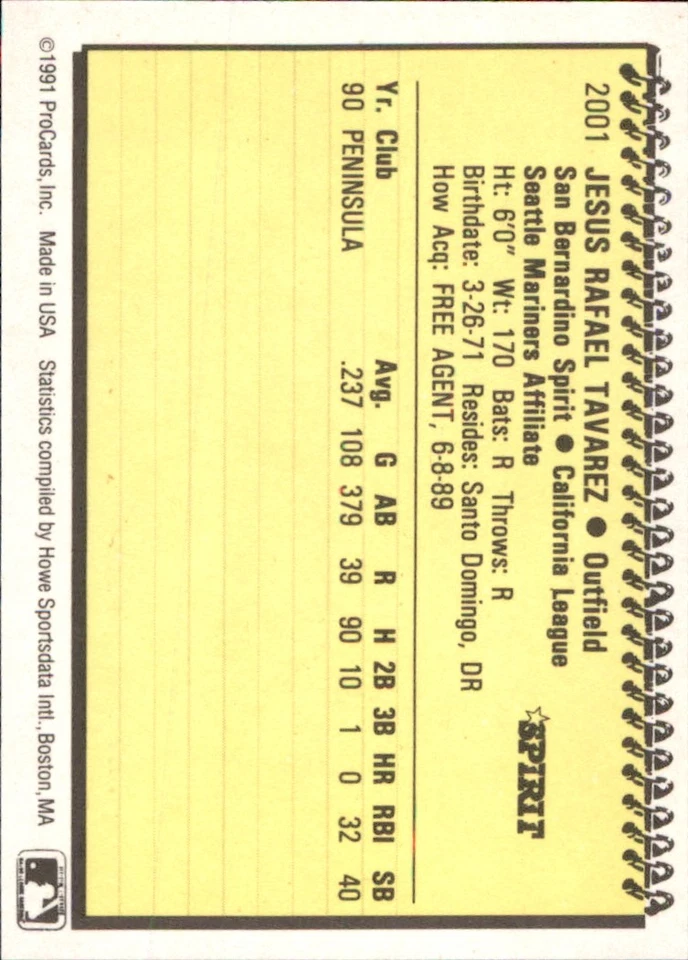 2001 JESUS RAFAEL TAVAREZ ● Outfield
San Bernardino Spirit ● California League
Seattle Mariners Affiliate
Ht: 6'0" Wt: 170 Bats: R Throws: R
Birthdate: 3-26-71 Resides: Santo Domingo, DR
How Acq: FREE AGENT, 6-8-89
SPIRIT
Yr. Club Avg. G AB R H 2B 3B HR RBI SB
90 PENINSULA .237 108 379 39 90 10 1 0 32 40
©1991 ProCards, Inc. Made in USA Statistics compiled by Howe Sportsdata Intl., Boston, MA